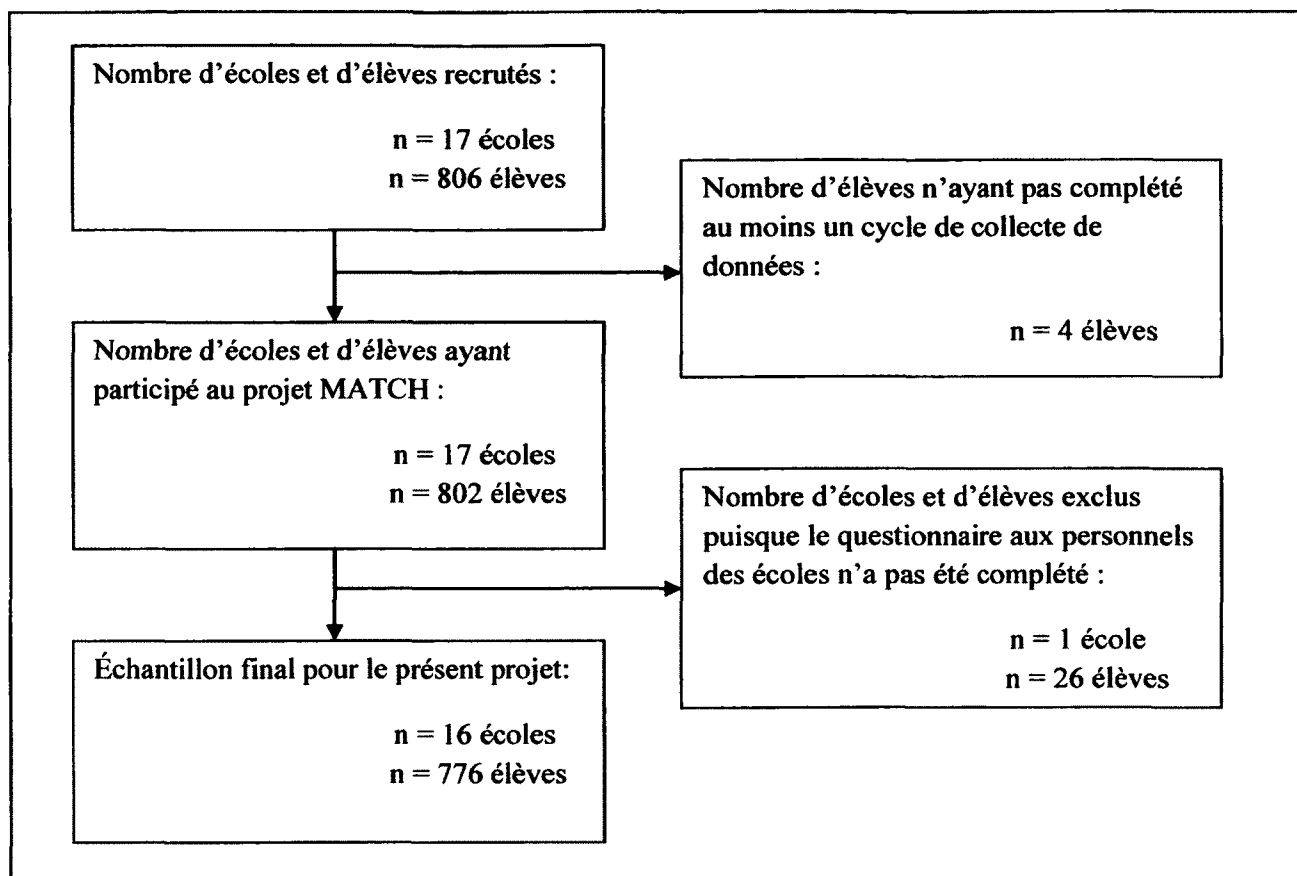 Nombre d'écoles et d'élèves recrutés :
n = 17 écoles
n = 806 élèves
Nombre d'élèves n'ayant pas complété
au moins un cycle de collecte de
données :
n = 4 élèves
Nombre d'écoles et d'élèves ayant
participé au projet MATCH :
n = 17 écoles
n = 802 élèves
Nombre d'écoles et d'élèves exclus
puisque le questionnaire aux personnels
des écoles n'a pas été complété :
n = 1 école
n = 26 élèves
Échantillon final pour le présent projet:
n = 16 écoles
n = 776 élèves